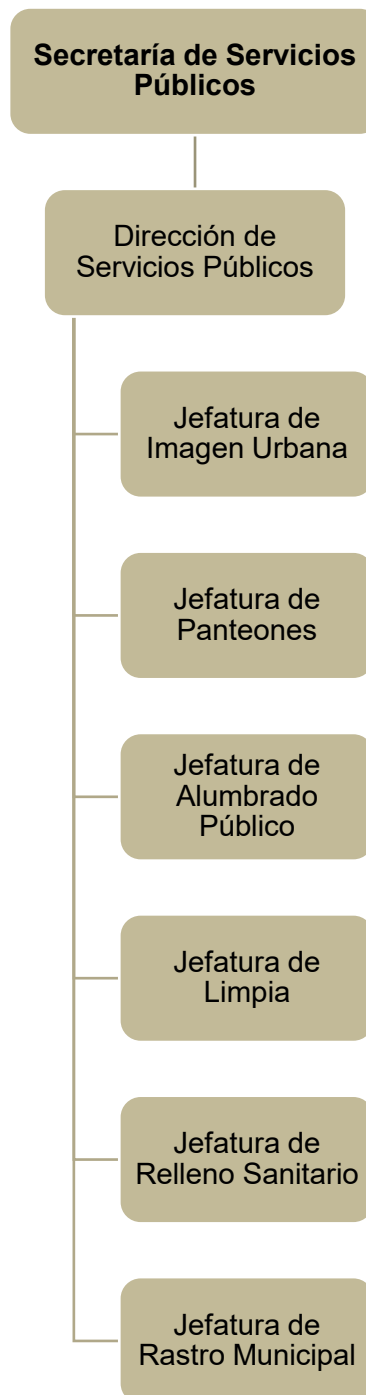 Secretaría de Servicios
Públicos
Dirección de
Servicios Públicos
Jefatura de
Imagen Urbana
Jefatura de
Panteones
Jefatura de
Alumbrado
Público
Jefatura de
Limpia
Jefatura de
Relleno Sanitario
Jefatura de
Rastro Municipal